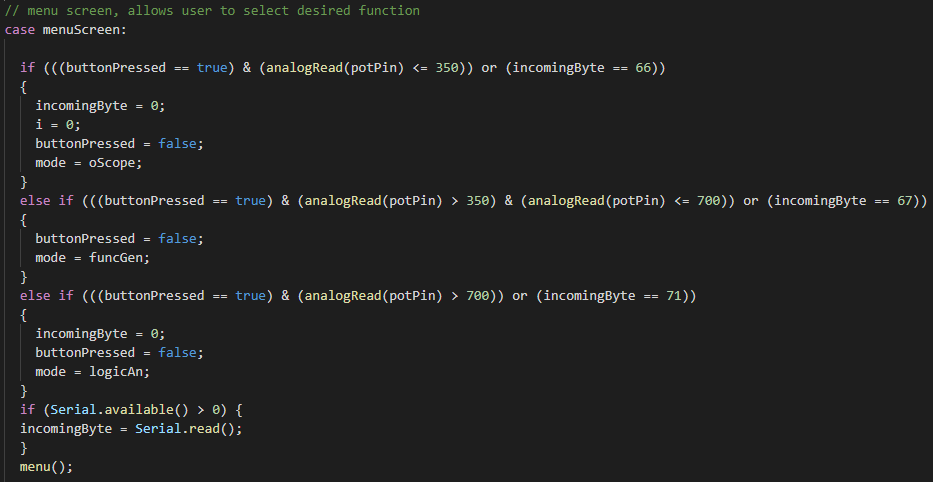 // menu screen, allows user to select desired function
case menuScreen:
if (((buttonPressed == true) & (analogRead(potPin) <= 350)) or (incomingByte == 66))
{
incomingByte = 0;
i = 0;
buttonPressed = false;
mode = oScope;
}
else if (((buttonPressed == true) & (analogRead(potPin) > 350) & (analogRead(potPin) <= 700)) or (incomingByte == 67))
{
buttonPressed = false;
mode = funcGen;
}
else if (((buttonPressed == true) & (analogRead(potPin) > 700)) or (incomingByte == 71))
{
incomingByte = 0;
buttonPressed = false;
mode = logicAn;
}
if (Serial.available() > 0) {
incomingByte = Serial.read();
}
menu();